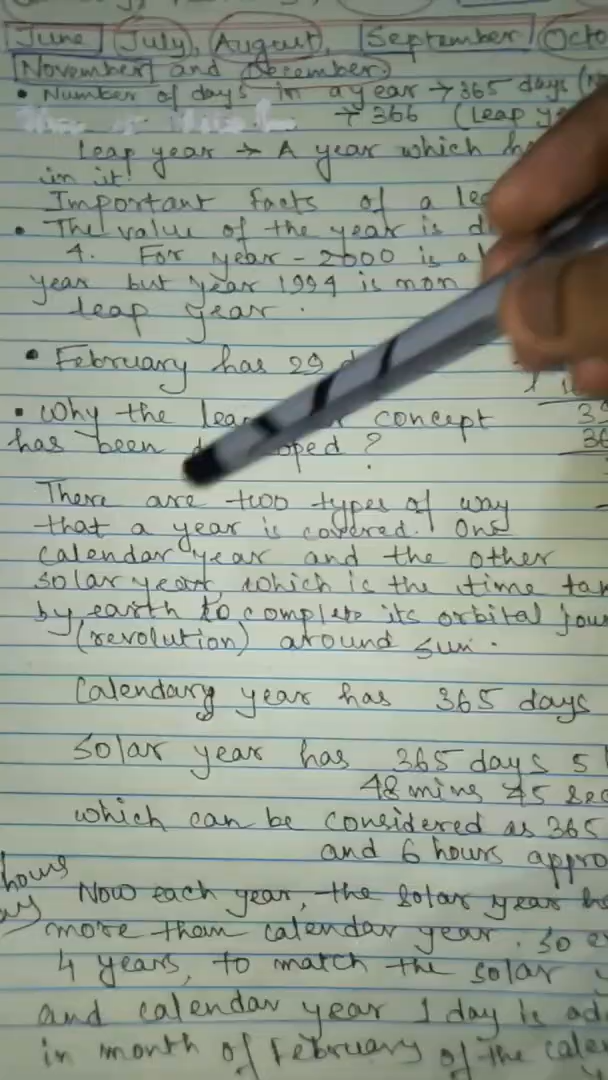 June July, August, September Octo
November and December.
• Number of days in a year → 365 days
→ 366 (Leap ye
Leap year → A year which ha
in it!
Important facts of a lea
• The value of the year is di
4. For year - 2000 is a l
year but year 1994 is non
leap year.
• February has 29 d
• Why the lea concept
has been oped ?
There are two types of way
that a year is covered. One
calendar year and the other
solar year which is the time tak
by earth to complete its orbital jou
(revolution) around sun.
Calendary year has 365 days
Solar year has 365 days 5 h
48 mins 45 sec
which can be considered as 365
and 6 hours appro
hours
ay
Now each year, the solar year ha
more than calendar year. So e
4 years, to match the solar y
and calendar year 1 day is ad
in month of February of the cale